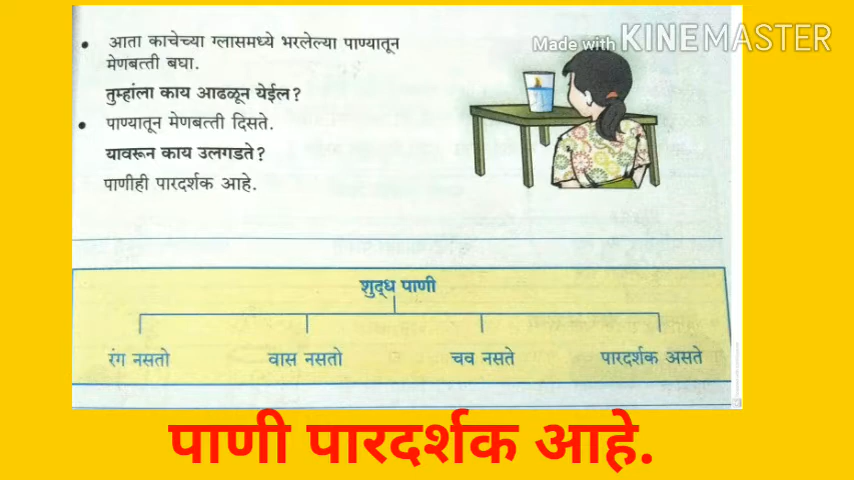 Made with KINEMASTER
• आता काचेच्या ग्लासमध्ये भरलेल्या पाण्यातून
मेणबत्ती बघा.
तुम्हांला काय आढळून येईल?
• पाण्यातून मेणबत्ती दिसते.
यावरून काय उलगडते?
पाणीही पारदर्शक आहे.
शुद्ध पाणी
रंग नसतो वास नसतो चव नसते पारदर्शक असते
पाणी पारदर्शक आहे.